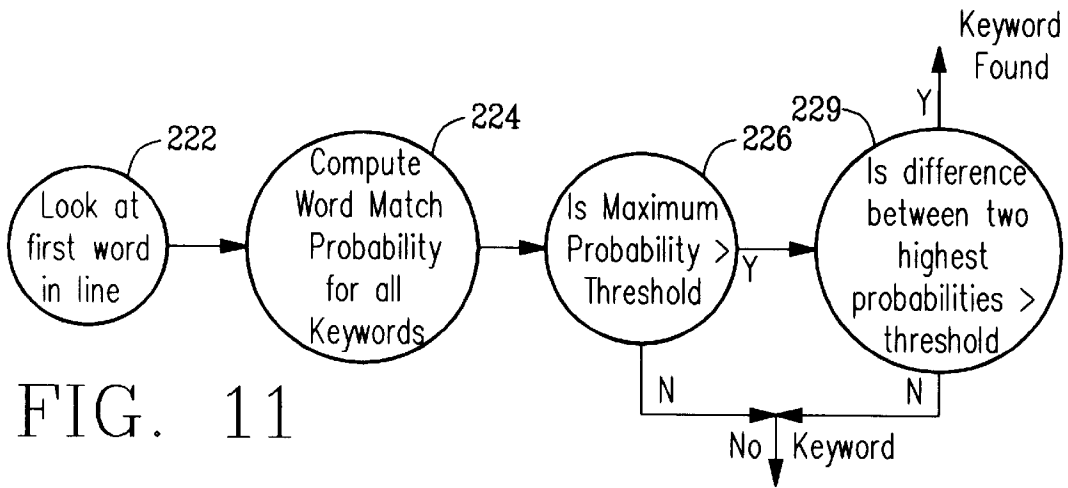 222
Look at
first word
in line
224
Compute
Word Match
Probability
for all
Keywords
226
Is Maximum
Probability >
Threshold
Y
N
229
Is difference
between two
highest
probabilities >
threshold
Y
Keyword
Found
N
No Keyword
FIG. 11